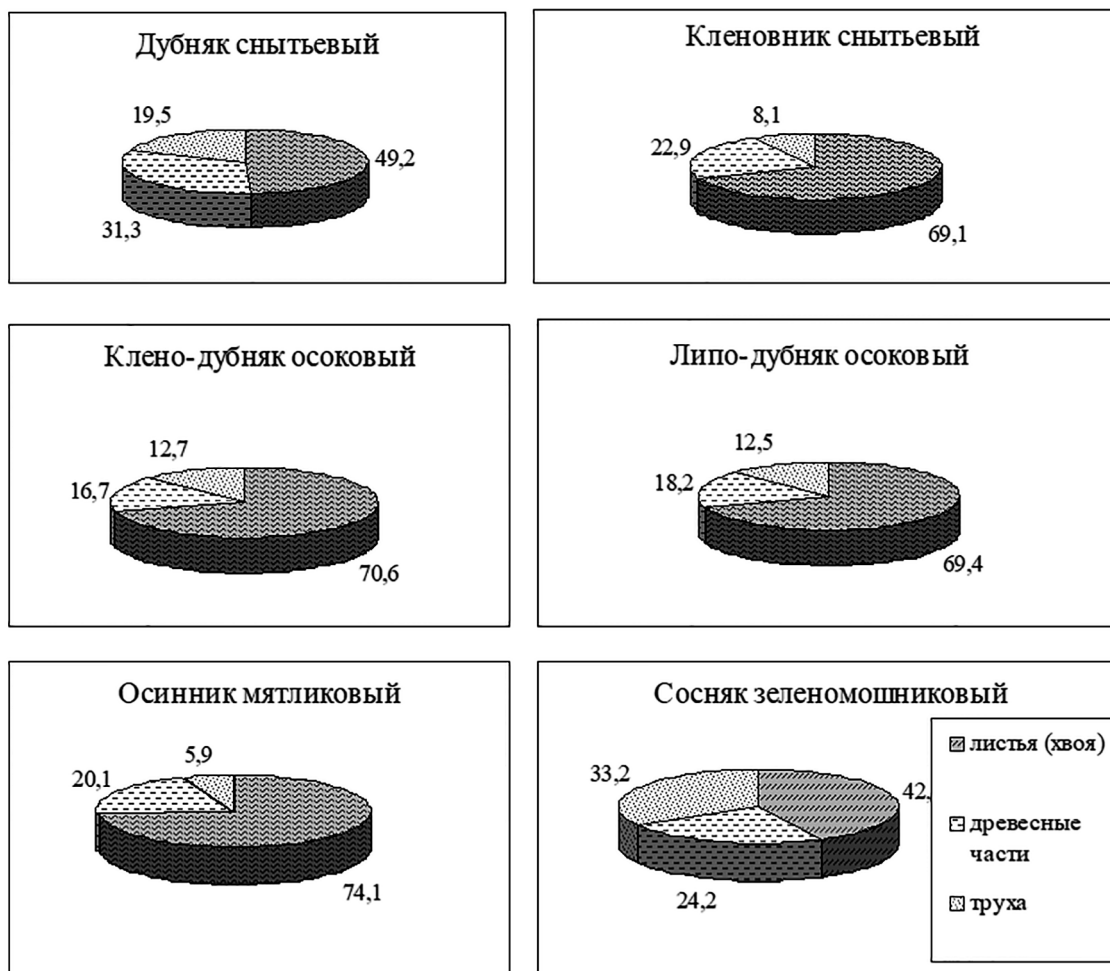 Дубняк снытьевый
19,5
49,2
31,3
Кленовник снытьевый
8,1
22,9
69,1
Клено-дубняк осоковый
12,7
16,7
70,6
Липо-дубняк осоковый
12,5
18,2
69,4
Осинник мятликовый
5,9
20,1
74,1
Сосняк зеленомошниковый
33,2
42,
24,2
листья (хвоя)
древесные
части
труха